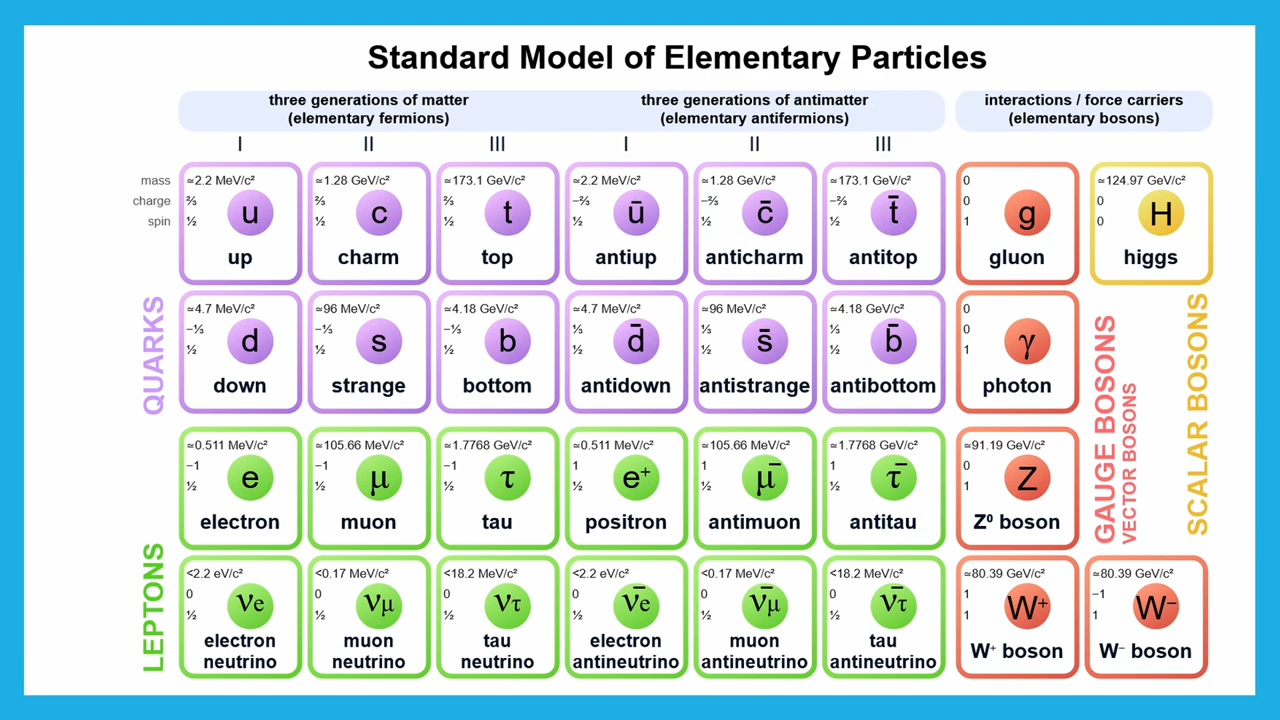 Standard Model of Elementary Particles
three generations of matter
(elementary fermions)
three generations of antimatter
(elementary antifermions)
interactions / force carriers
(elementary bosons)
I
II
III
I
II
III
mass
charge
spin
≃2.2 MeV/c²
⅔
½
u
up
≃1.28 GeV/c²
⅔
½
c
charm
≃173.1 GeV/c²
⅔
½
t
top
≃2.2 MeV/c²
−⅔
½
ū
antiup
≃1.28 GeV/c²
−⅔
½
c̄
anticharm
≃173.1 GeV/c²
−⅔
½
t̄
antitop
0
0
1
g
gluon
≃124.97 GeV/c²
0
0
H
higgs
QUARKS
≃4.7 MeV/c²
−⅓
½
d
down
≃96 MeV/c²
−⅓
½
s
strange
≃4.18 GeV/c²
−⅓
½
b
bottom
≃4.7 MeV/c²
⅓
½
d̄
antidown
≃96 MeV/c²
⅓
½
s̄
antistrange
≃4.18 GeV/c²
⅓
½
b̄
antibottom
0
0
1
γ
photon
GAUGE BOSONS
VECTOR BOSONS
SCALAR BOSONS
LEPTONS
≃0.511 MeV/c²
−1
½
e
electron
≃105.66 MeV/c²
−1
½
μ
muon
≃1.7768 GeV/c²
−1
½
τ
tau
≃0.511 MeV/c²
1
½
e⁺
positron
≃105.66 MeV/c²
1
½
μ̄
antimuon
≃1.7768 GeV/c²
1
½
τ̄
antitau
≃91.19 GeV/c²
0
1
Z
Z⁰ boson
<2.2 eV/c²
0
½
νe
electron
neutrino
<0.17 MeV/c²
0
½
νμ
muon
neutrino
<18.2 MeV/c²
0
½
ντ
tau
neutrino
<2.2 eV/c²
0
½
ν̄e
electron
antineutrino
<0.17 MeV/c²
0
½
ν̄μ
muon
antineutrino
<18.2 MeV/c²
0
½
ν̄τ
tau
antineutrino
≃80.39 GeV/c²
1
1
W⁺
W⁺ boson
≃80.39 GeV/c²
−1
1
W⁻
W⁻ boson